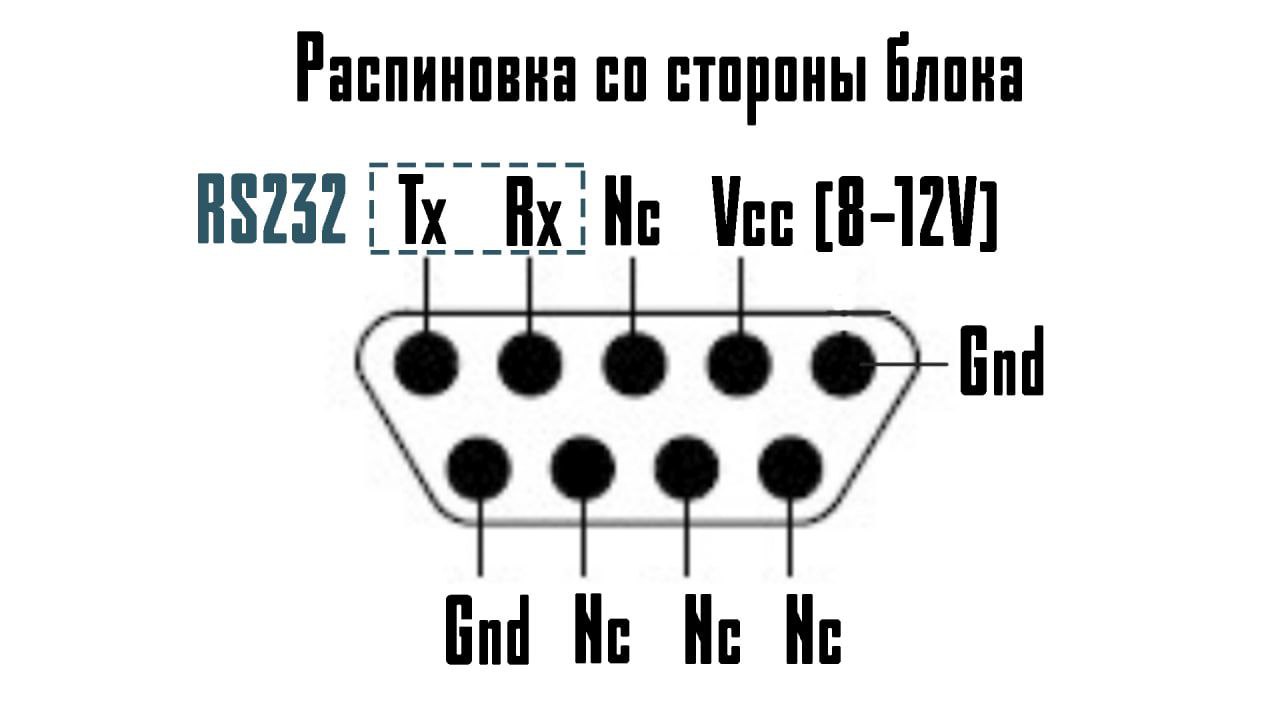 Распиновка со стороны блока
RS232 Tx Rx Nc Vcc (8-12V)
Gnd
Gnd Nc Nc Nc